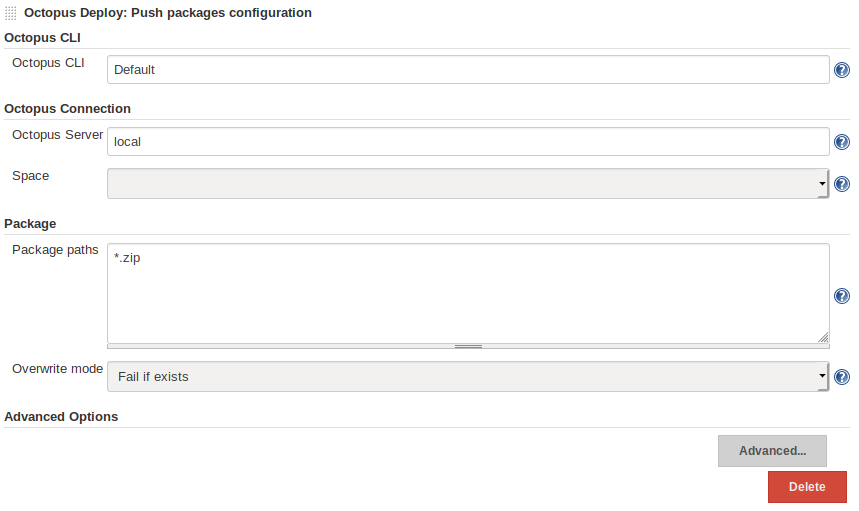 Octopus Deploy: Push packages configuration
Octopus CLI
Octopus CLI Default ?
Octopus Connection
Octopus Server local ?
Space ?
Package
Package paths *.zip ?
Overwrite mode Fail if exists ?
Advanced Options
Advanced...
Delete